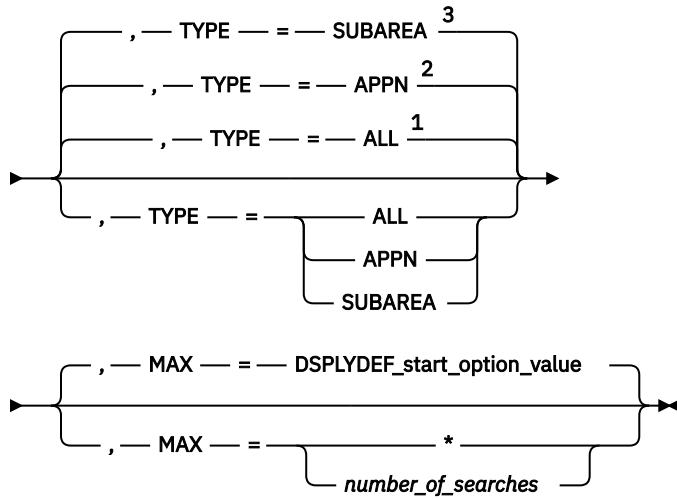 , TYPE = SUBAREA 3
, TYPE = APPN 2
, TYPE = ALL 1
, TYPE = ALL
APPN
SUBAREA
, MAX = DSPLYDEF_start_option_value
, MAX = *
number_of_searches